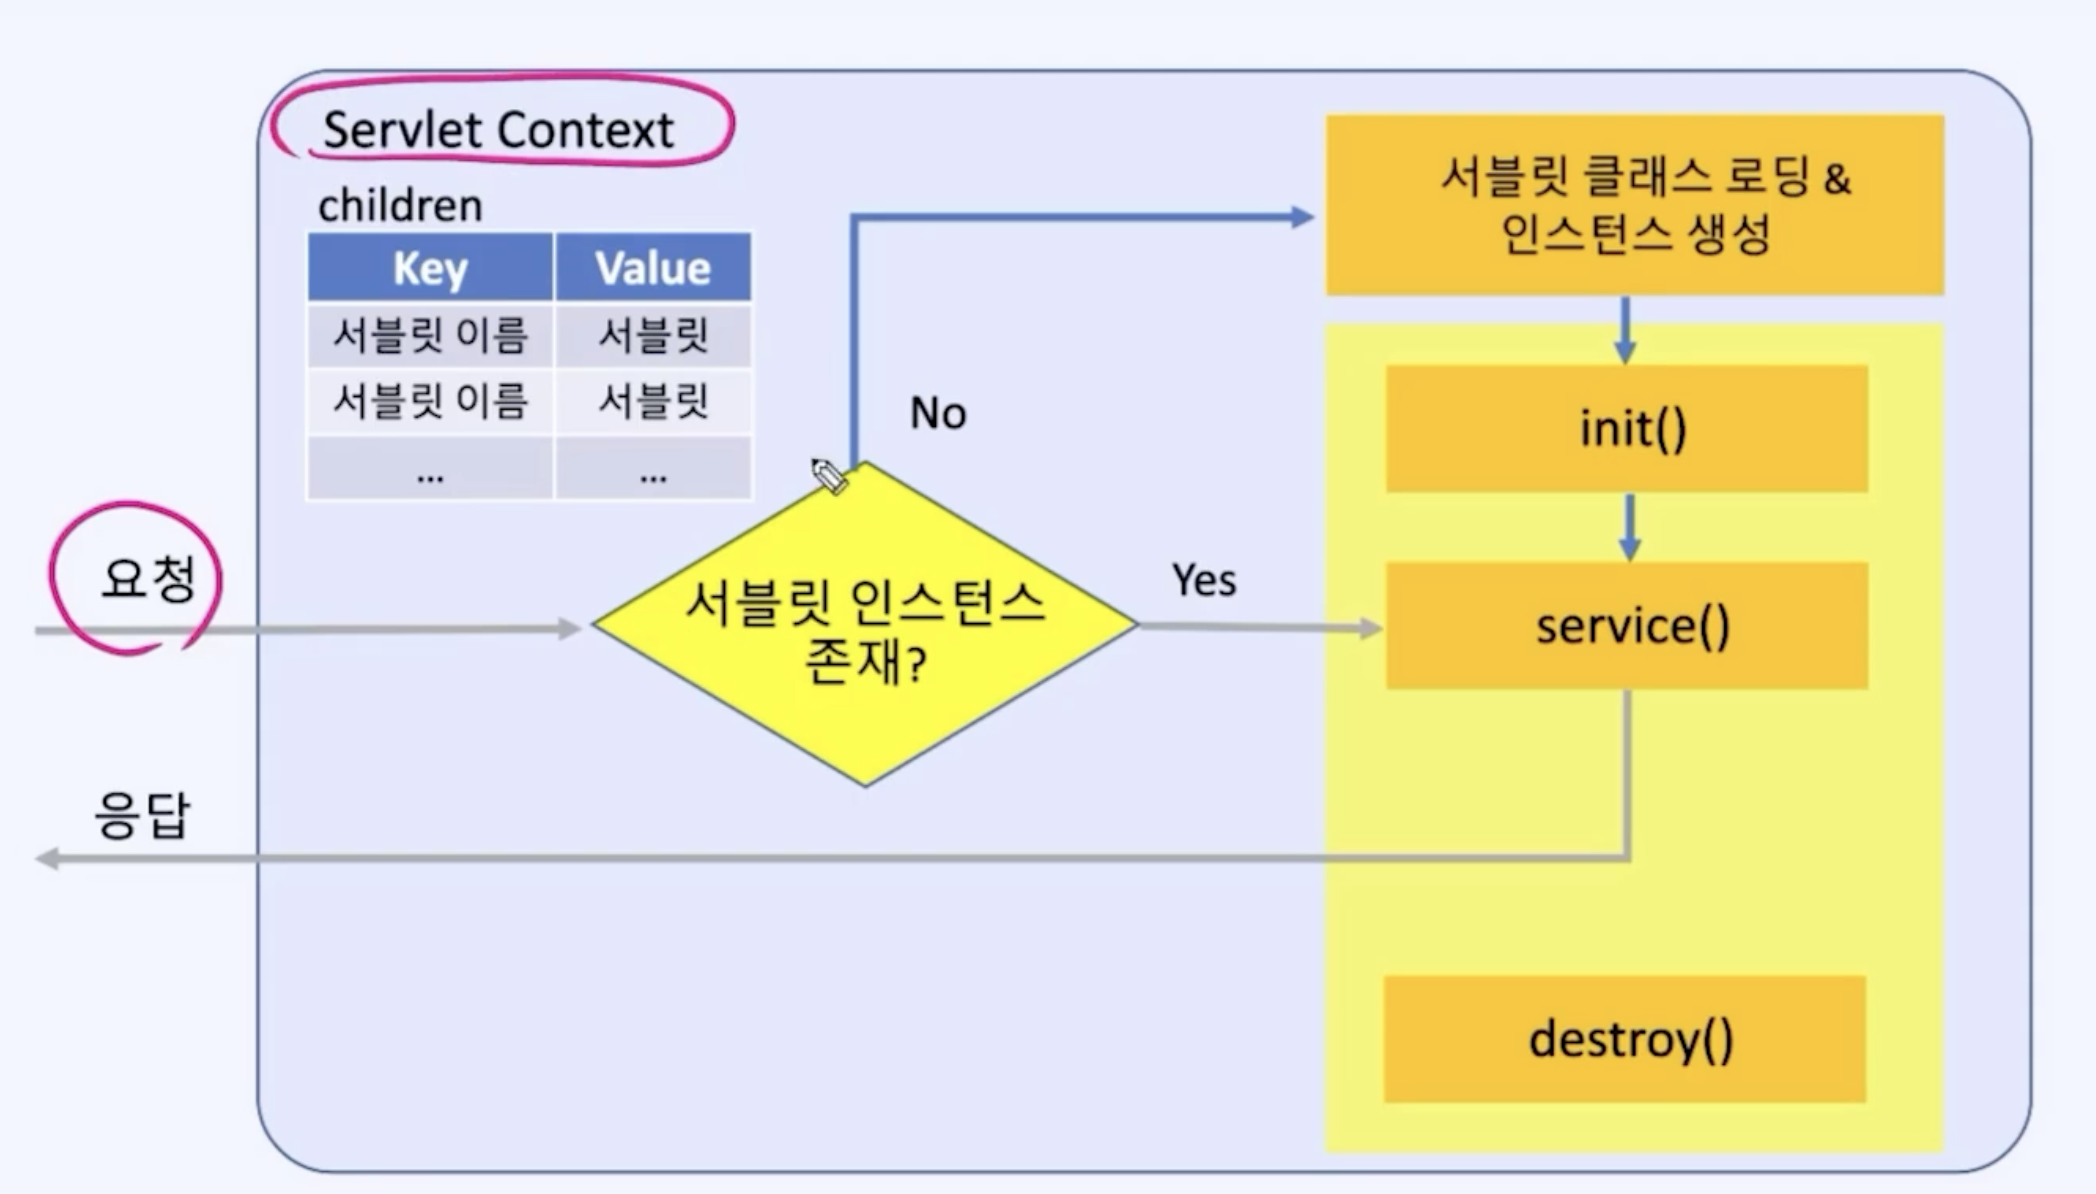 Servlet Context
children
Key Value
서블릿 이름 서블릿
서블릿 이름 서블릿
... ...
요청
서블릿 인스턴스
존재?
No
Yes
서블릿 클래스 로딩 &
인스턴스 생성
init()
service()
응답
destroy()